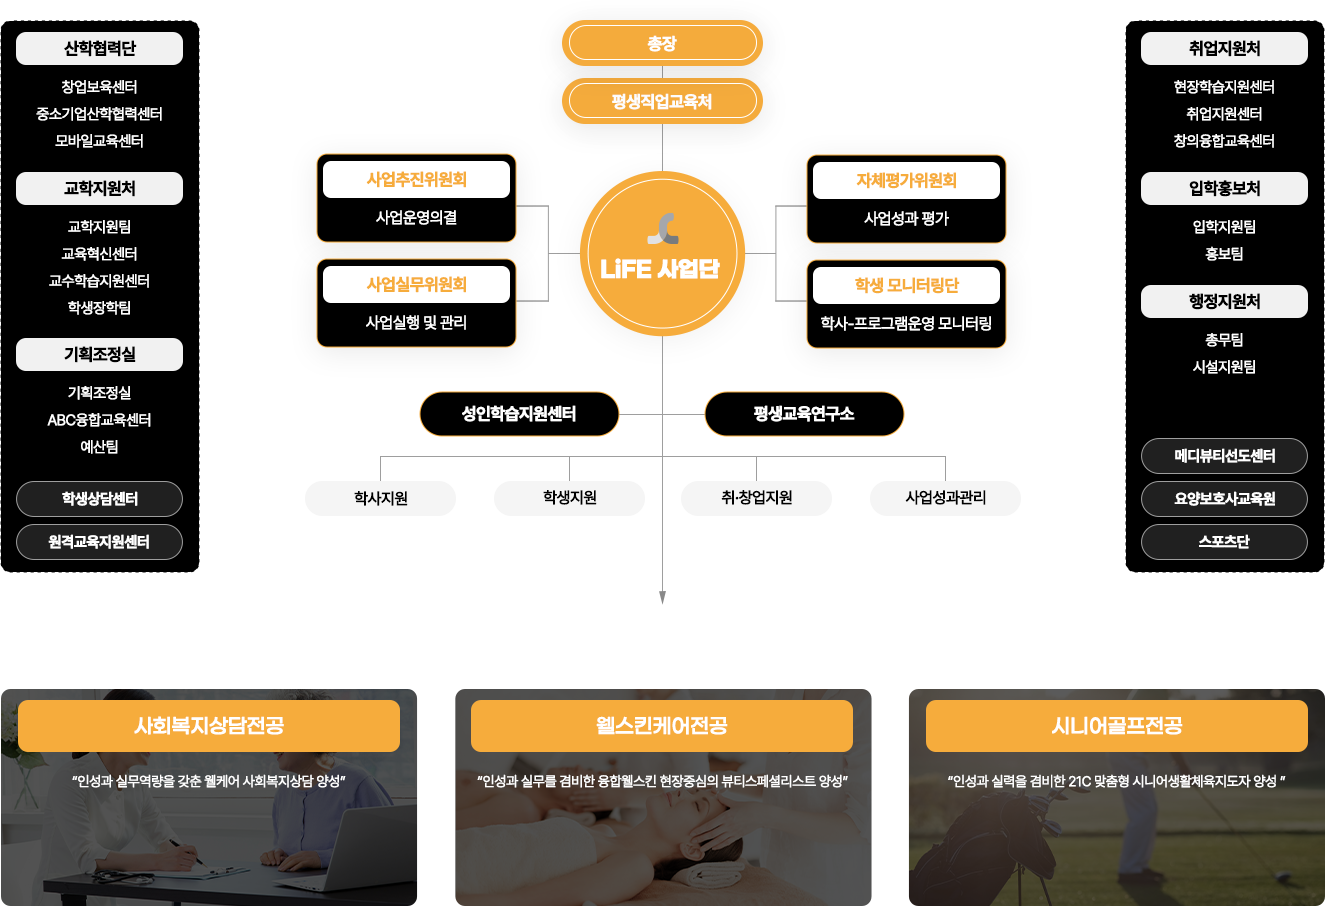 산학협력단
창업보육센터
중소기업산학협력센터
모바일교육센터
교학지원처
교학지원팀
교육혁신센터
교수학습지원센터
학생장학팀
기획조정실
기획조정실
ABC융합교육센터
예산팀
학생상담센터
원격교육지원센터
총장
평생직업교육처
사업추진위원회
사업운영의결
사업실무위원회
사업실행 및 관리
LiFE 사업단
자체평가위원회
사업성과 평가
학생 모니터링단
학사-프로그램운영 모니터링
성인학습지원센터
평생교육연구소
학사지원
학생지원
취·창업지원
사업성과관리
취업지원처
현장학습지원센터
취업지원센터
창의융합교육센터
입학홍보처
입학지원팀
홍보팀
행정지원처
총무팀
시설지원팀
메디뷰티선도센터
요양보호사교육원
스포츠단
사회복지상담전공
“인성과 실무역량을 갖춘 웰케어 사회복지상담 양성”
웰스킨케어전공
“인성과 실무를 겸비한 융합웰스킨 현장중심의 뷰티스페셜리스트 양성”
시니어골프전공
“인성과 실력을 겸비한 21C 맞춤형 시니어생활체육지도자 양성 ”